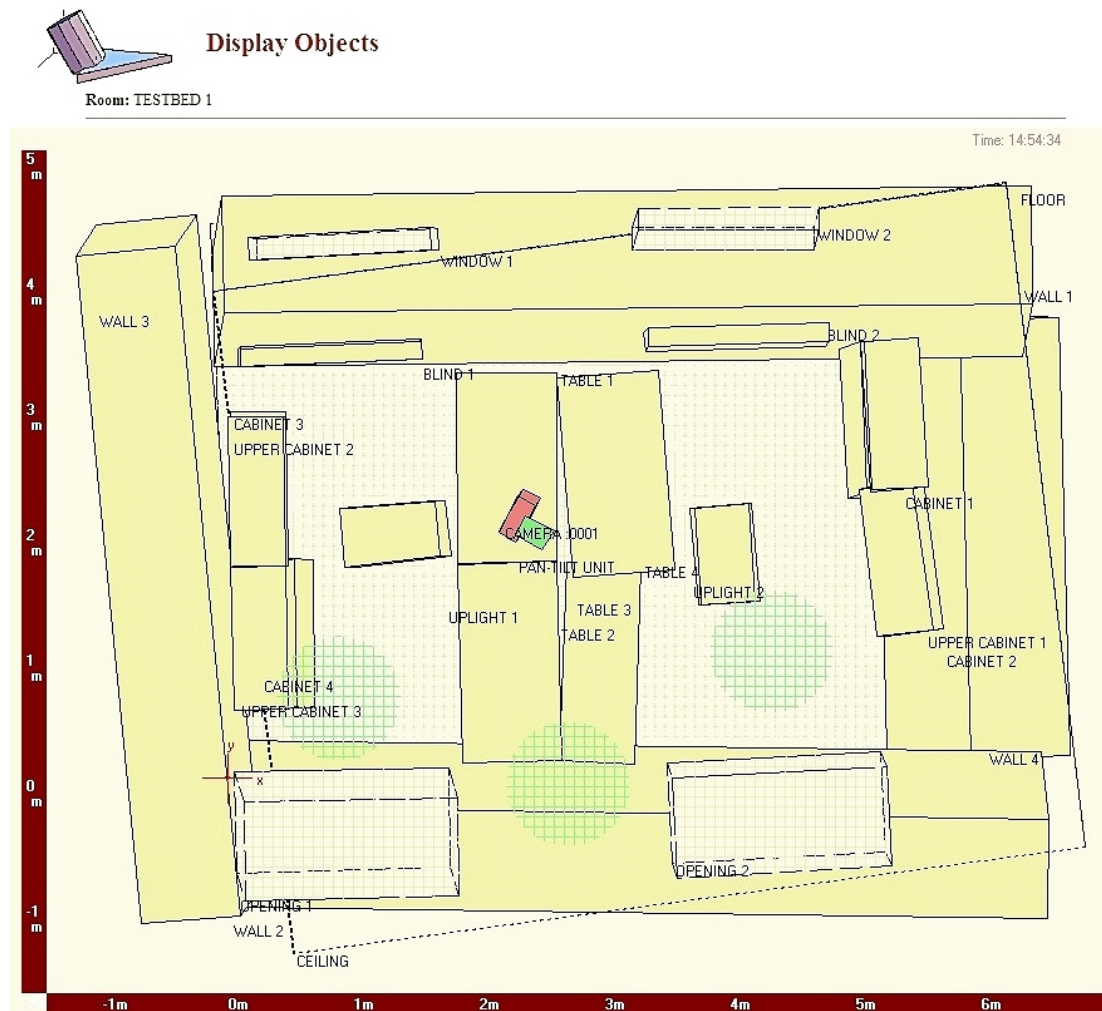 Display Objects
Room: TESTBED 1
Time: 14:54:34
5
m
FLOOR
WINDOW 2
WINDOW 1
4
m
WALL 1
WALL 3
BLIND 2
BLIND 1
TABLE 1
3
m
CABINET 3
UPPER CABINET 2
CABINET 1
2
m
CAMERA :0001
PAN-TILT UNIT
TABLE 4
UPLIGHT 2
UPLIGHT 1
TABLE 3
TABLE 2
UPPER CABINET 1
CABINET 2
1
m
CABINET 4
UPPER CABINET 3
y
x
0
m
WALL 4
OPENING 2
OPENING 1
-1
m
WALL 2
CEILING
-1m 0m 1m 2m 3m 4m 5m 6m